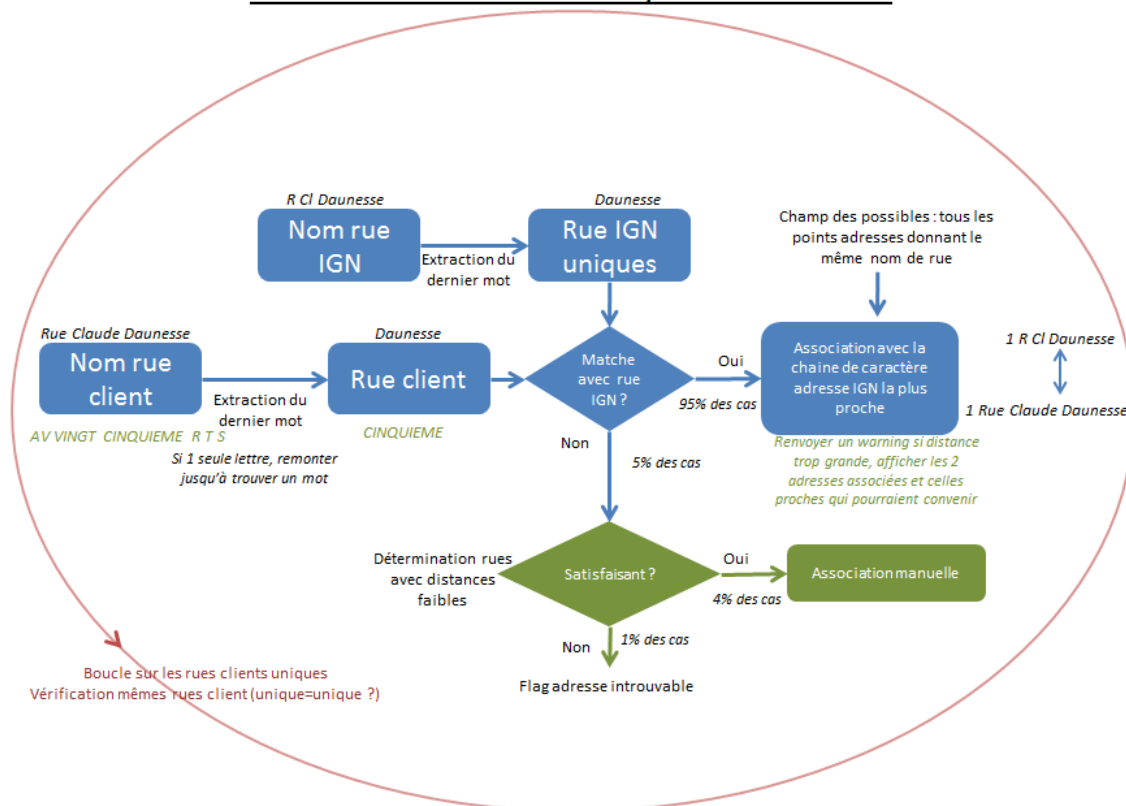 R Cl Daunesse
Nom rue
IGN
Extraction du
dernier mot
Daunesse
Rue IGN
uniques
Champ des possibles : tous les
points adresses donnant le
même nom de rue
Rue Claude Daunesse
Nom rue
client
AV VINGT CINQUIEME R T S
Extraction du
dernier mot
Si 1 seule lettre, remonter
jusqu'à trouver un mot
Daunesse
Rue client
CINQUIEME
Matche
avec rue
IGN ?
Oui
95% des cas
Association avec la
chaine de caractère
adresse IGN la plus
proche
Renvoyer un warning si distance
trop grande, afficher les 2
adresses associées et celles
proches qui pourraient convenir
1 R Cl Daunesse
1 Rue Claude Daunesse
Non
5% des cas
Détermination rues
avec distances
faibles
Satisfaisant ?
Oui
4% des cas
Association manuelle
Non
1% des cas
Flag adresse introuvable
Boucle sur les rues clients uniques
Vérification mêmes rues client (unique=unique ?)